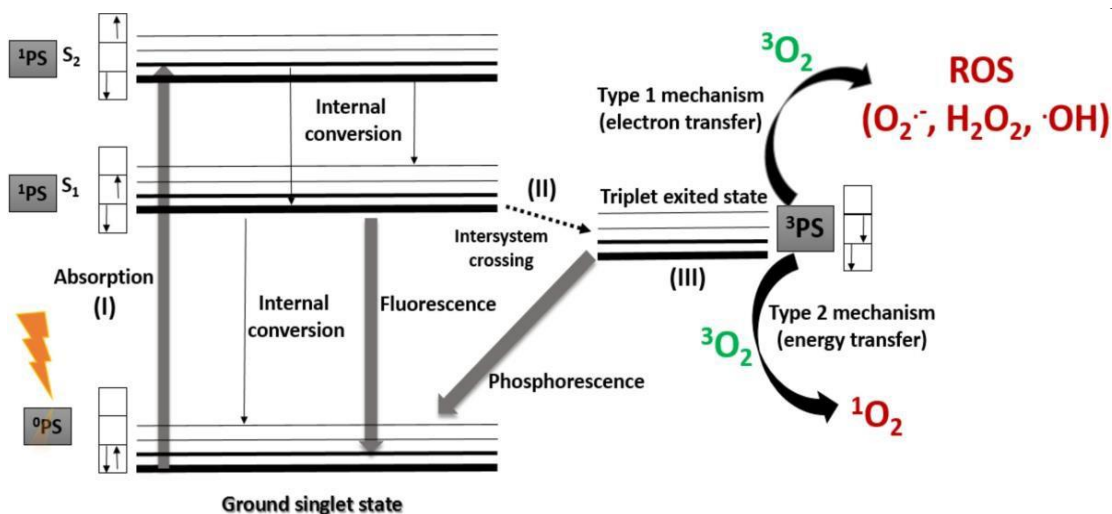 ¹PS S₂
Internal
conversion
¹PS S₁
Absorption
(I)
Internal
conversion
Fluorescence
Phosphorescence
⁰PS
Ground singlet state
(II)
Intersystem
crossing
Triplet exited state
(III)
³PS
Type 1 mechanism
(electron transfer)
³O₂
ROS
(O₂·⁻, H₂O₂, ·OH)
Type 2 mechanism
(energy transfer)
³O₂
¹O₂